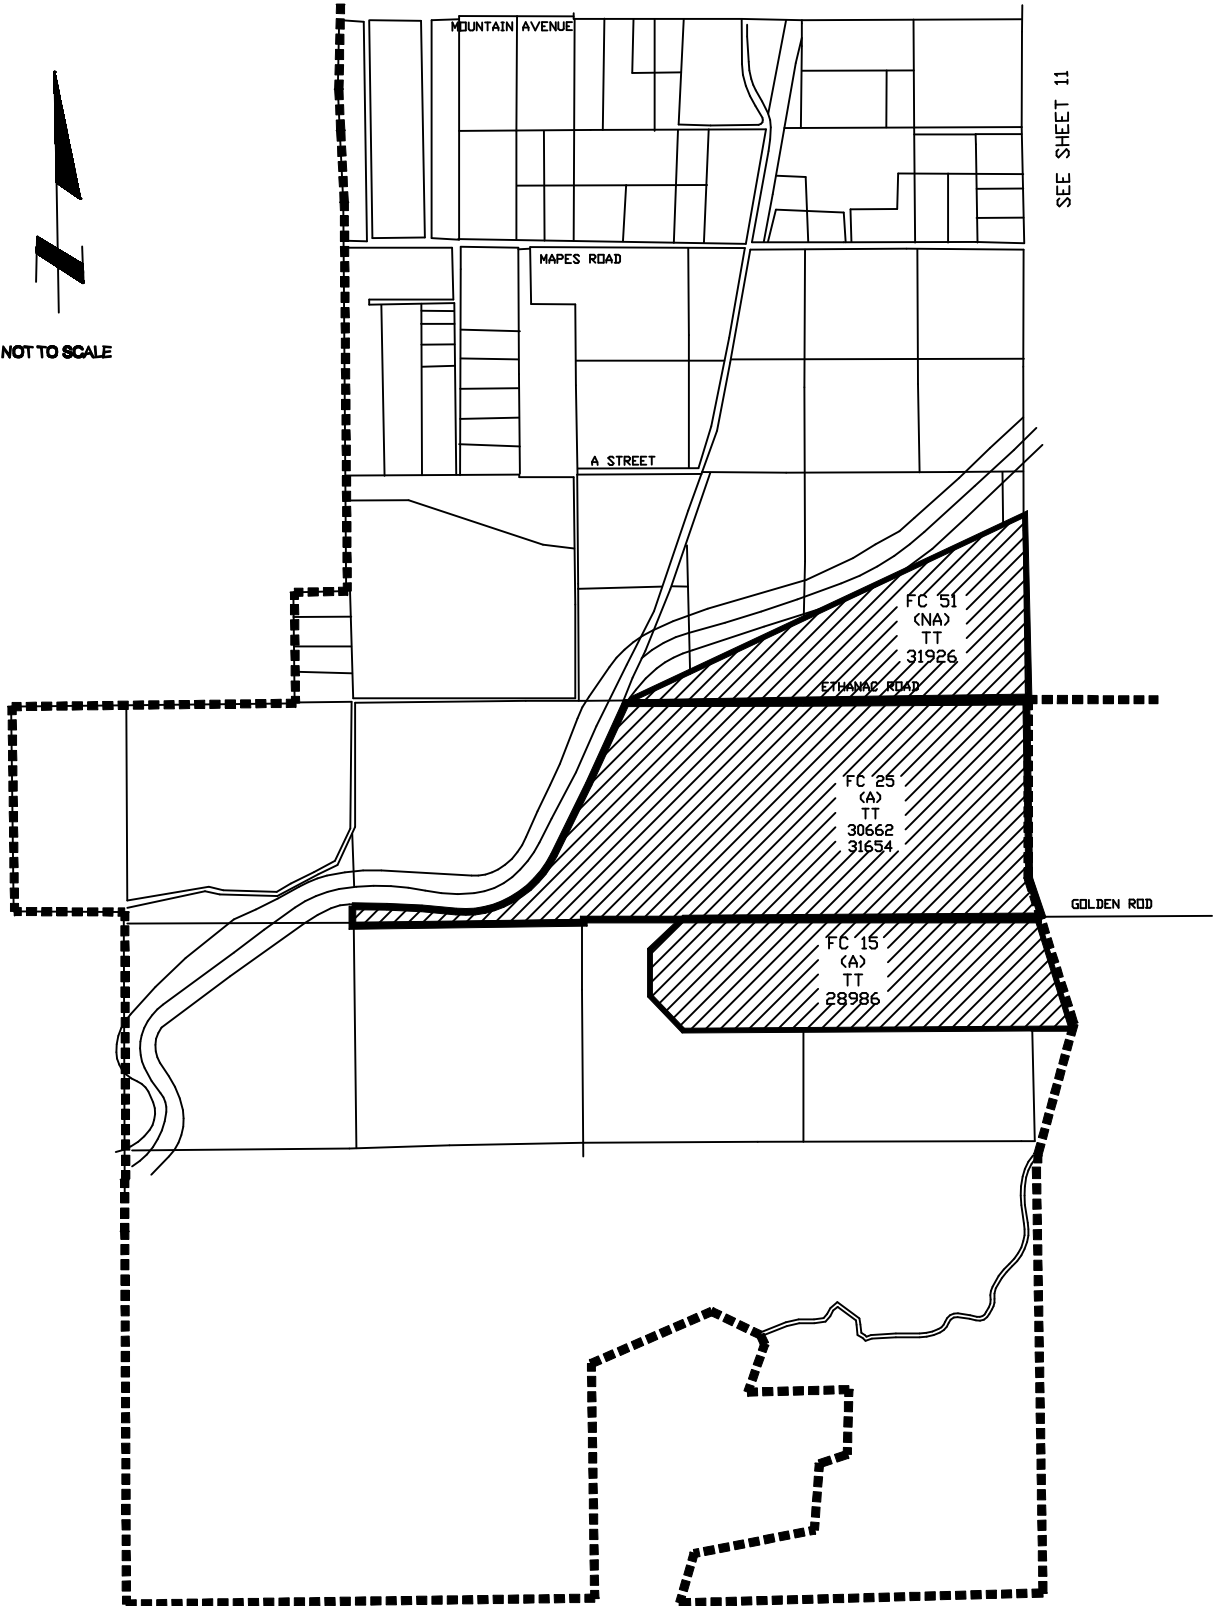 MOUNTAIN AVENUE
SEE SHEET 11
MAPES ROAD
NOT TO SCALE
A STREET
FC 51
(NA)
TT
31926
ETHANAC ROAD
FC 25
(A)
TT
30662
31654
GOLDEN ROD
FC 15
(A)
TT
28986